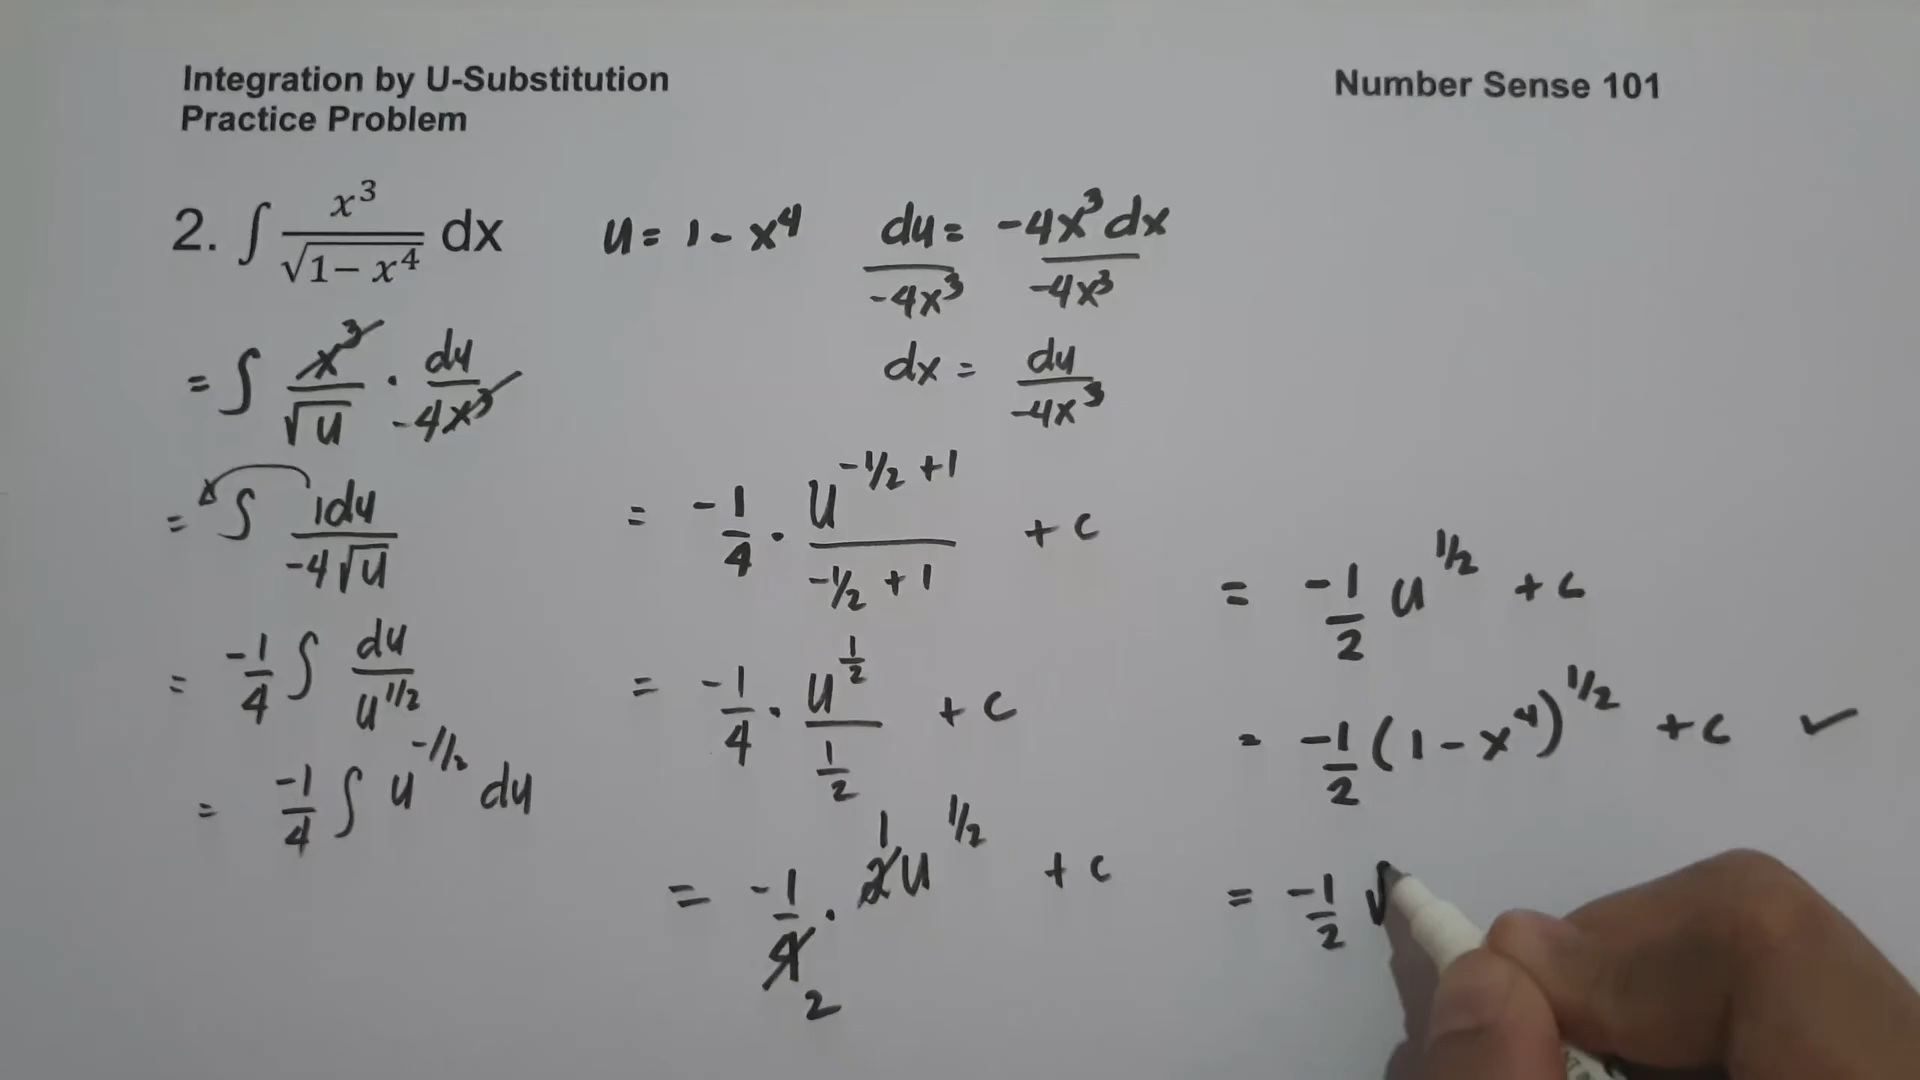 Integration by U-Substitution
Practice Problem
Number Sense 101
2. ∫ x³/√(1− x⁴) dx
u = 1 - x⁴
du/-4x³ = -4x³dx/-4x³
dx = du/-4x³
= ∫ x³/√u · du/-4x³
= ∫ 1du/-4√u
= -1/4 ∫ du/u^(1/2)
= -1/4 ∫ u^(-1/2) du
= -1/4 · u^(-1/2 + 1)/(-1/2 + 1) + c
= -1/4 · u^(1/2)/(1/2) + c
= -1/4 2 · 2 1 u^(1/2) + c
= -1/2 u^(1/2) + c
= -1/2 (1 - x⁴)^(1/2) + c ✓
= -1/2 √